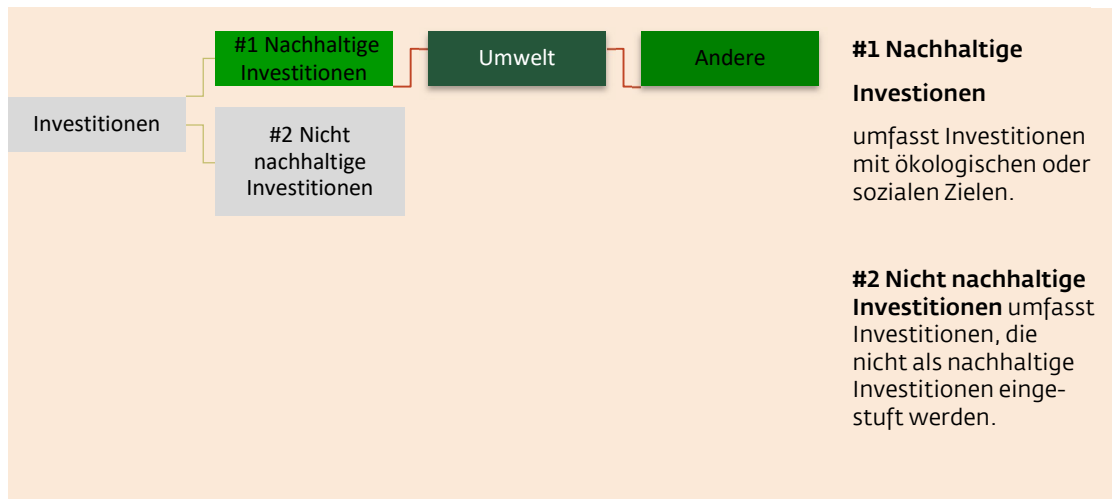 #1 Nachhaltige
Investitionen
Umwelt
Andere
Investitionen
#2 Nicht
nachhaltige
Investitionen
#1 Nachhaltige
Investionen
umfasst Investitionen
mit ökologischen oder
sozialen Zielen.
#2 Nicht nachhaltige
Investitionen umfasst
Investitionen, die
nicht als nachhaltige
Investitionen einge-
stuft werden.